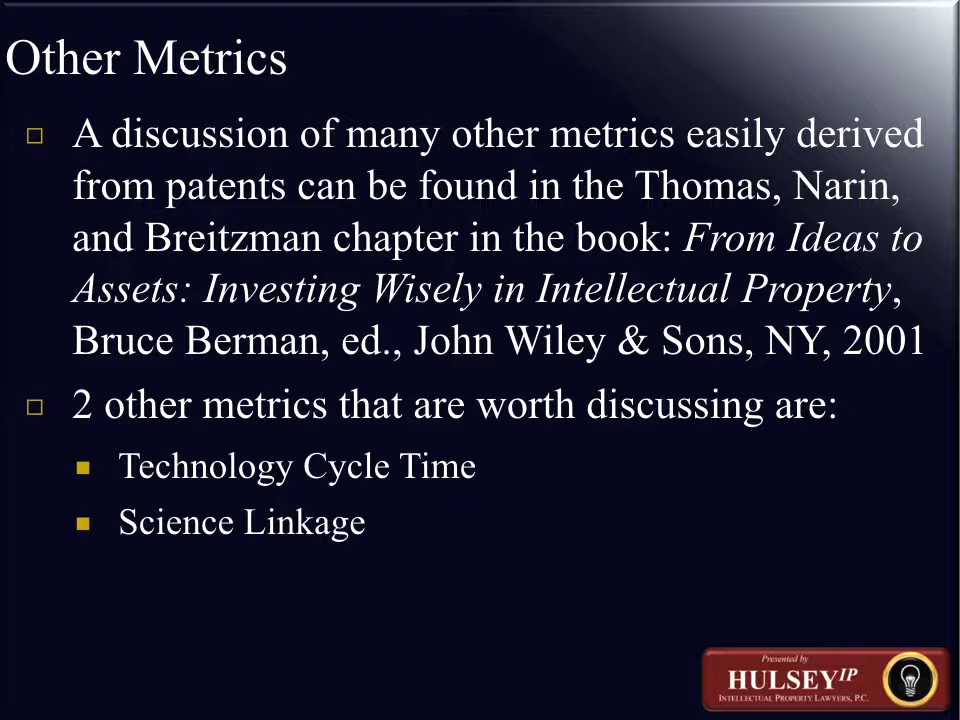 Other Metrics
A discussion of many other metrics easily derived
from patents can be found in the Thomas, Narin,
and Breitzman chapter in the book: From Ideas to
Assets: Investing Wisely in Intellectual Property,
Bruce Berman, ed., John Wiley & Sons, NY, 2001
2 other metrics that are worth discussing are:
Technology Cycle Time
Science Linkage
Presented by
HULSEY IP
INTELLECTUAL PROPERTY LAWYERS, P.C.